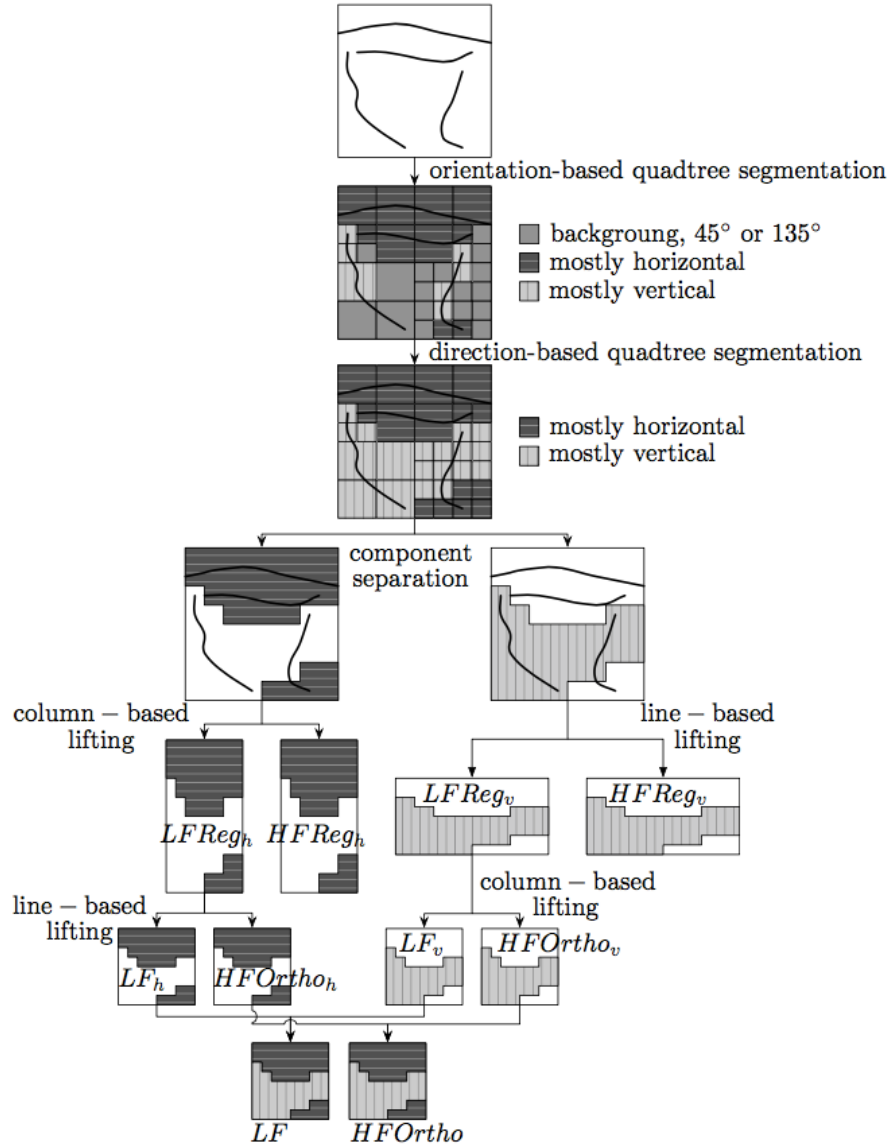 orientation-based quadtree segmentation
backgroung, 45° or 135°
mostly horizontal
mostly vertical
direction-based quadtree segmentation
mostly horizontal
mostly vertical
component
separation
column – based
lifting
line – based
lifting
LFReg_h
HFReg_h
LFReg_v
HFReg_v
line – based
lifting
column – based
lifting
LF_h
HFOrtho_h
LF_v
HFOrtho_v
LF
HFOrtho